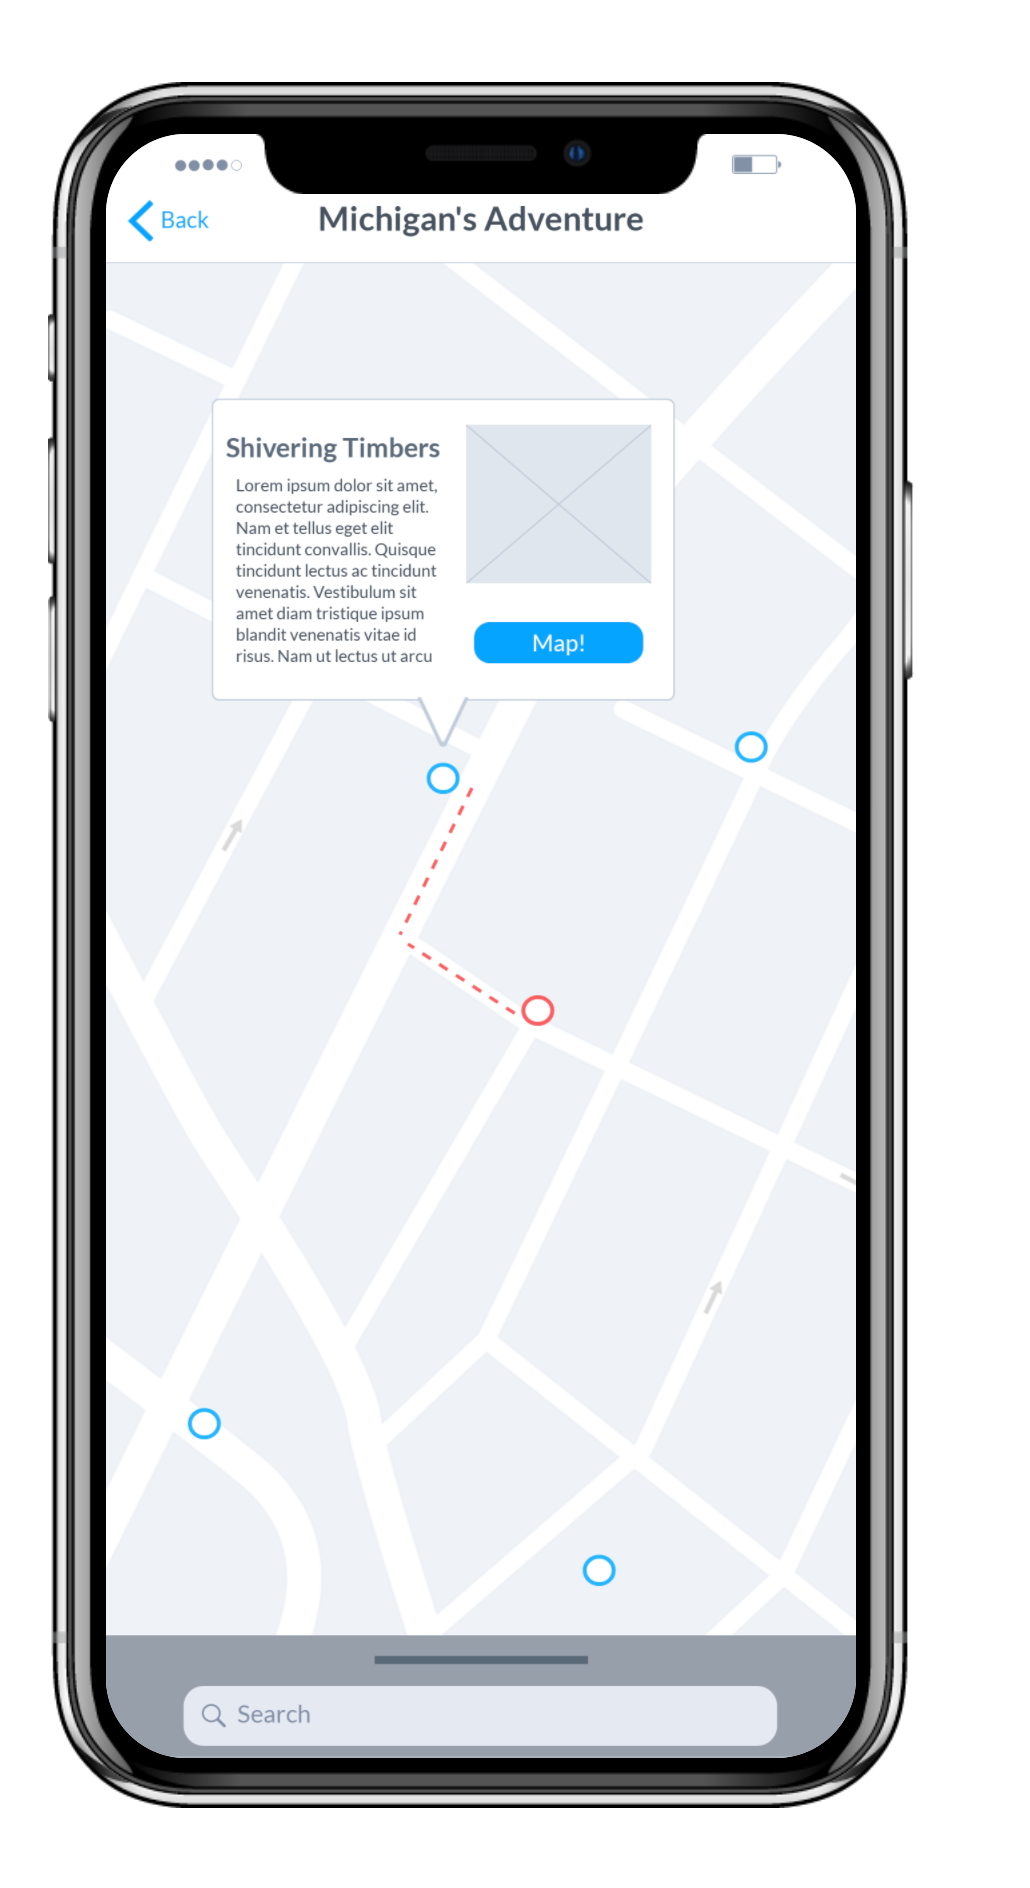 Back
Michigan's Adventure
Shivering Timbers
Lorem ipsum dolor sit amet,
consectetur adipiscing elit.
Nam et tellus eget elit
tincidunt convallis. Quisque
tincidunt lectus ac tincidunt
venenatis. Vestibulum sit
amet diam tristique ipsum
blandit venenatis vitae id
risus. Nam ut lectus ut arcu
Map!
Search